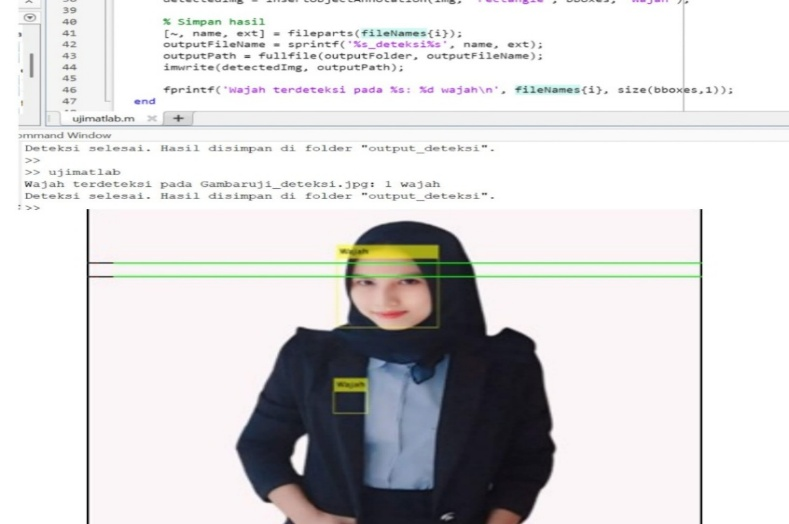 38 detectedImg = insertObjectAnnotation(img, 'rectangle', bboxes, 'Wajah');
39
40 % Simpan hasil
41 [~, name, ext] = fileparts(fileNames{i});
42 outputFileName = sprintf('%s_deteksi%s', name, ext);
43 outputPath = fullfile(outputFolder, outputFileName);
44 imwrite(detectedImg, outputPath);
45
46 fprintf('Wajah terdeteksi pada %s: %d wajah\n', fileNames{i}, size(bboxes,1));
47 end
ujimatlab.m
ommand Window
Deteksi selesai. Hasil disimpan di folder "output_deteksi".
>>
>> ujimatlab
Wajah terdeteksi pada Gambaruji_deteksi.jpg: 1 wajah
Deteksi selesai. Hasil disimpan di folder "output_deteksi".
>>
Wajah
Wajah